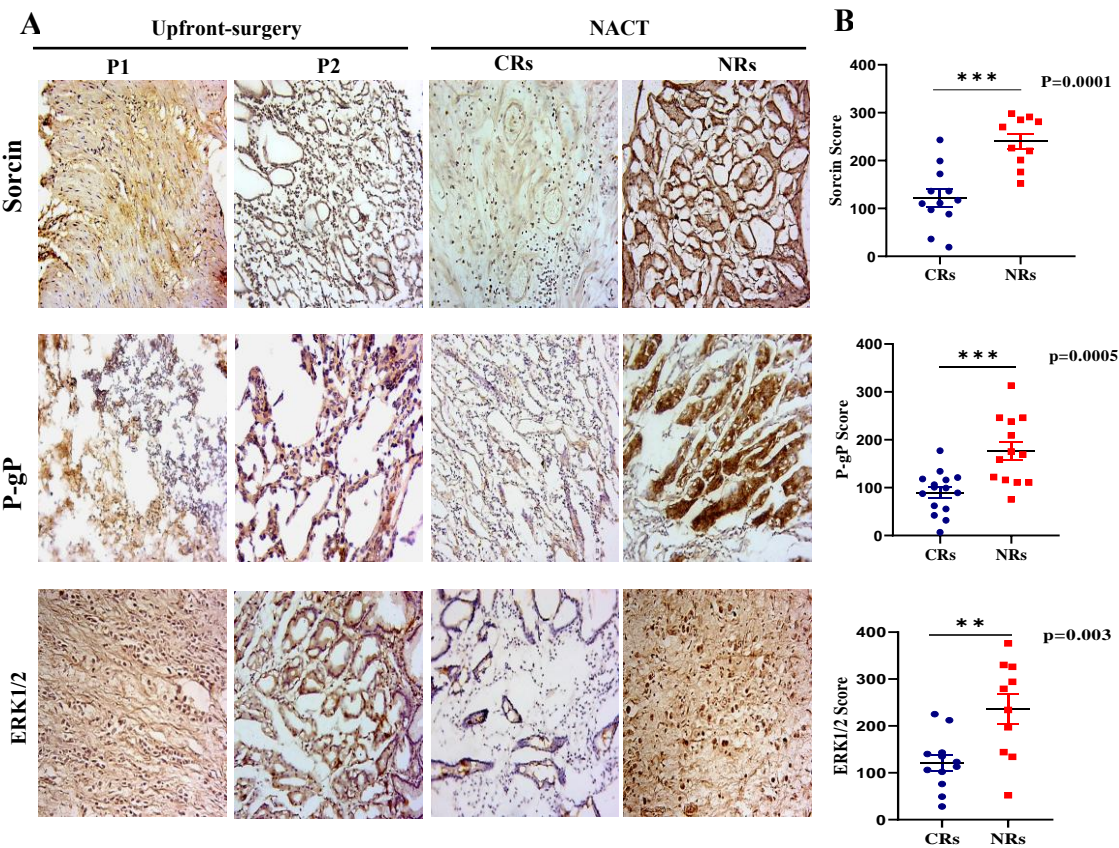 A
Upfront-surgery
NACT
P1
P2
CRs
NRs
Sorcin
P-gP
ERK1/2
B
Sorcin Score
400
300
200
100
0
***
P=0.0001
CRs
NRs
P-gP Score
400
300
200
100
0
***
p=0.0005
CRs
NRs
ERK1/2 Score
400
300
200
100
0
**
p=0.003
CRs
NRs